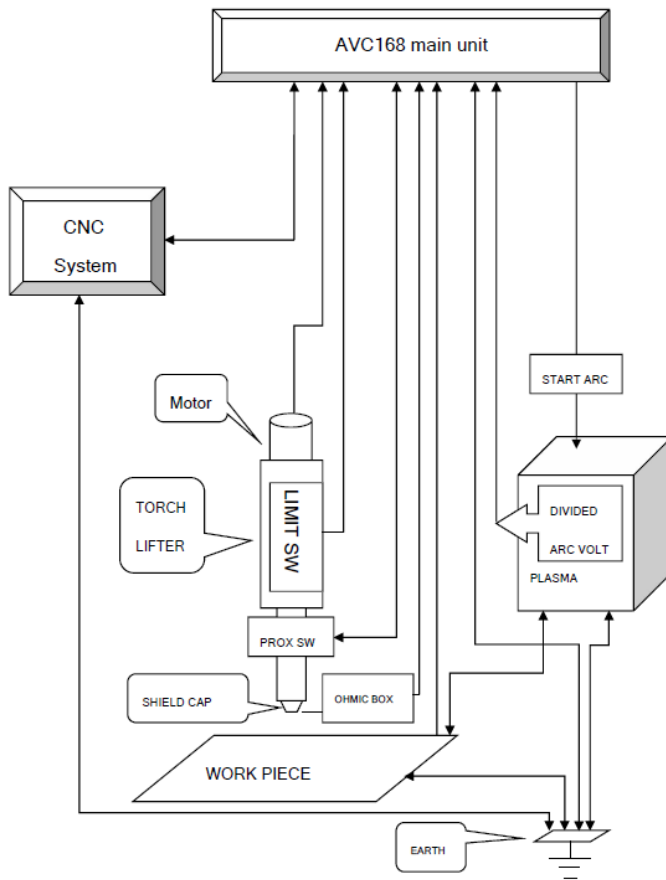 AVC168 main unit
CNC
System
START ARC
Motor
TORCH
LIFTER
LIMIT SW
DIVIDED
ARC VOLT
PLASMA
PROX SW
SHIELD CAP
OHMIC BOX
WORK PIECE
EARTH